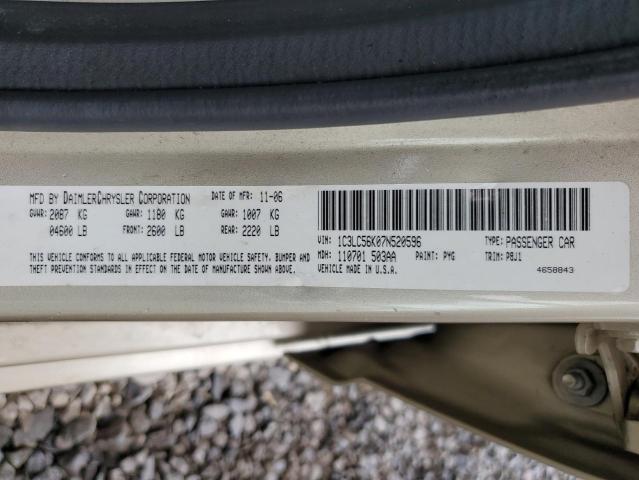 MFD BY DAIMLERCHRYSLER CORPORATION DATE OF MFR: 11-06
GVWR: 2087 KG GAWR: 1180 KG GAWR: 1007 KG
04600 LB FRONT: 2600 LB REAR: 2220 LB
THIS VEHICLE CONFORMS TO ALL APPLICABLE FEDERAL MOTOR VEHICLE SAFETY, BUMPER AND
THEFT PREVENTION STANDARDS IN EFFECT ON THE DATE OF MANUFACTURE SHOWN ABOVE.
VIN: 1C3LC56K07N520596 TYPE: PASSENGER CAR
MDH: 110701 503AA PAINT: PYG TRIM: P8J1
VEHICLE MADE IN U.S.A. 4658843